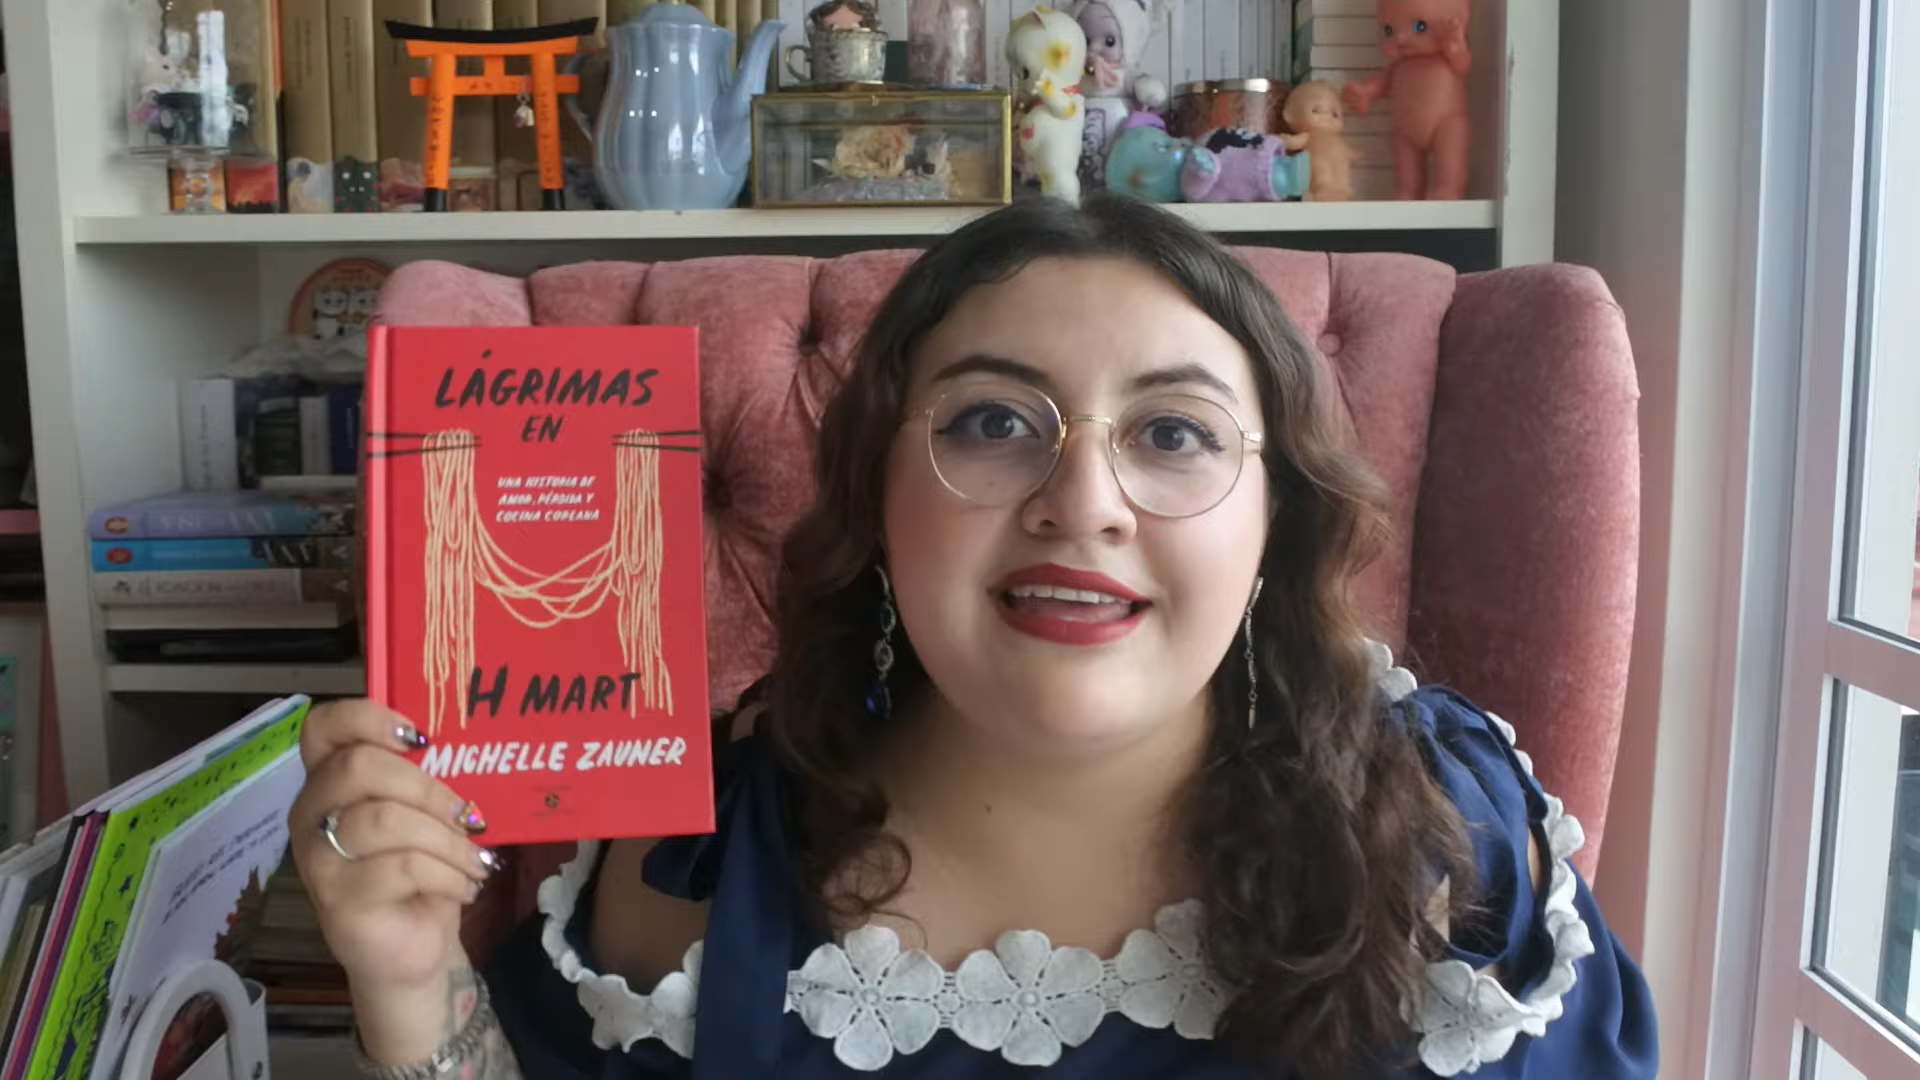 LÁGRIMAS
EN
UNA HISTORIA DE
AMOR, PÉRDIDA Y
COCINA COREANA
H MART
MICHELLE ZAUNER